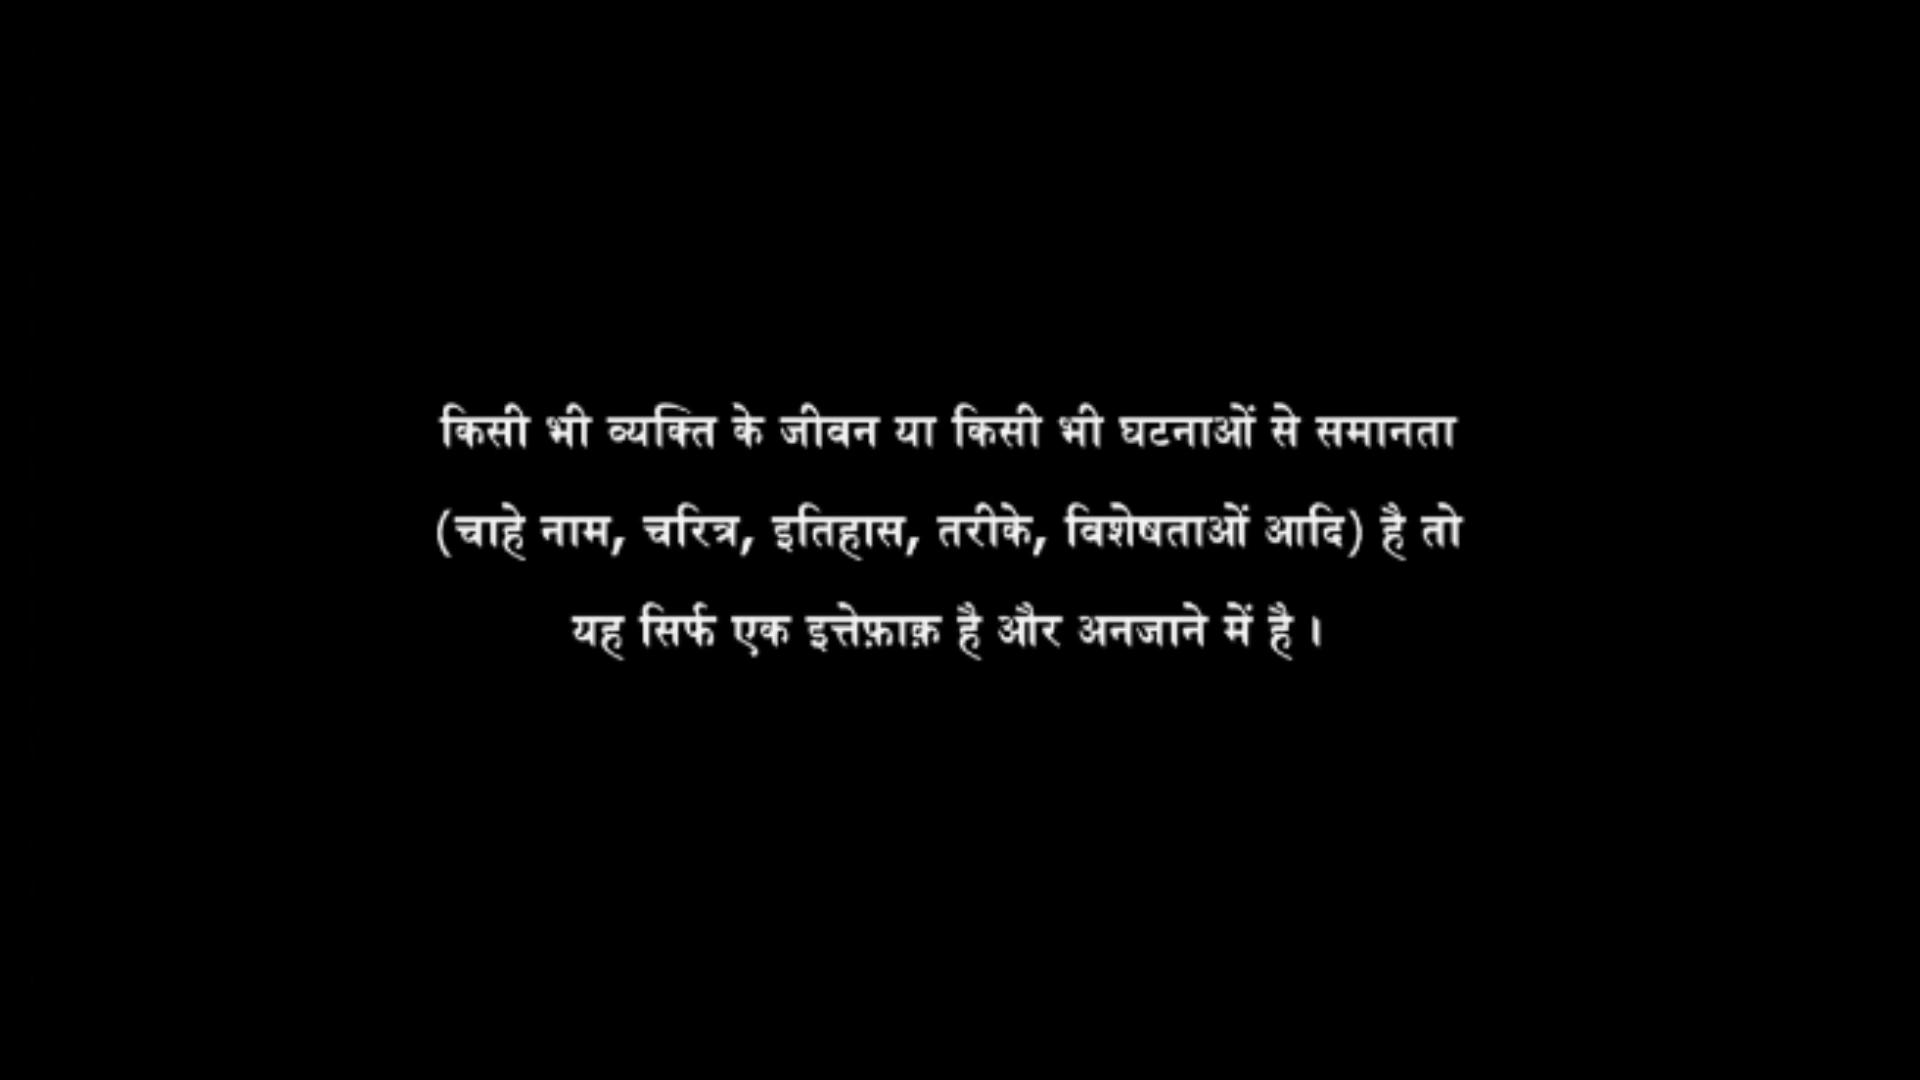 किसी भी व्यक्ति के जीवन या किसी भी घटनाओं से समानता
(चाहे नाम, चरित्र, इतिहास, तरीके, विशेषताओं आदि) है तो
यह सिर्फ एक इत्तेफ़ाक़ है और अनजाने में है ।